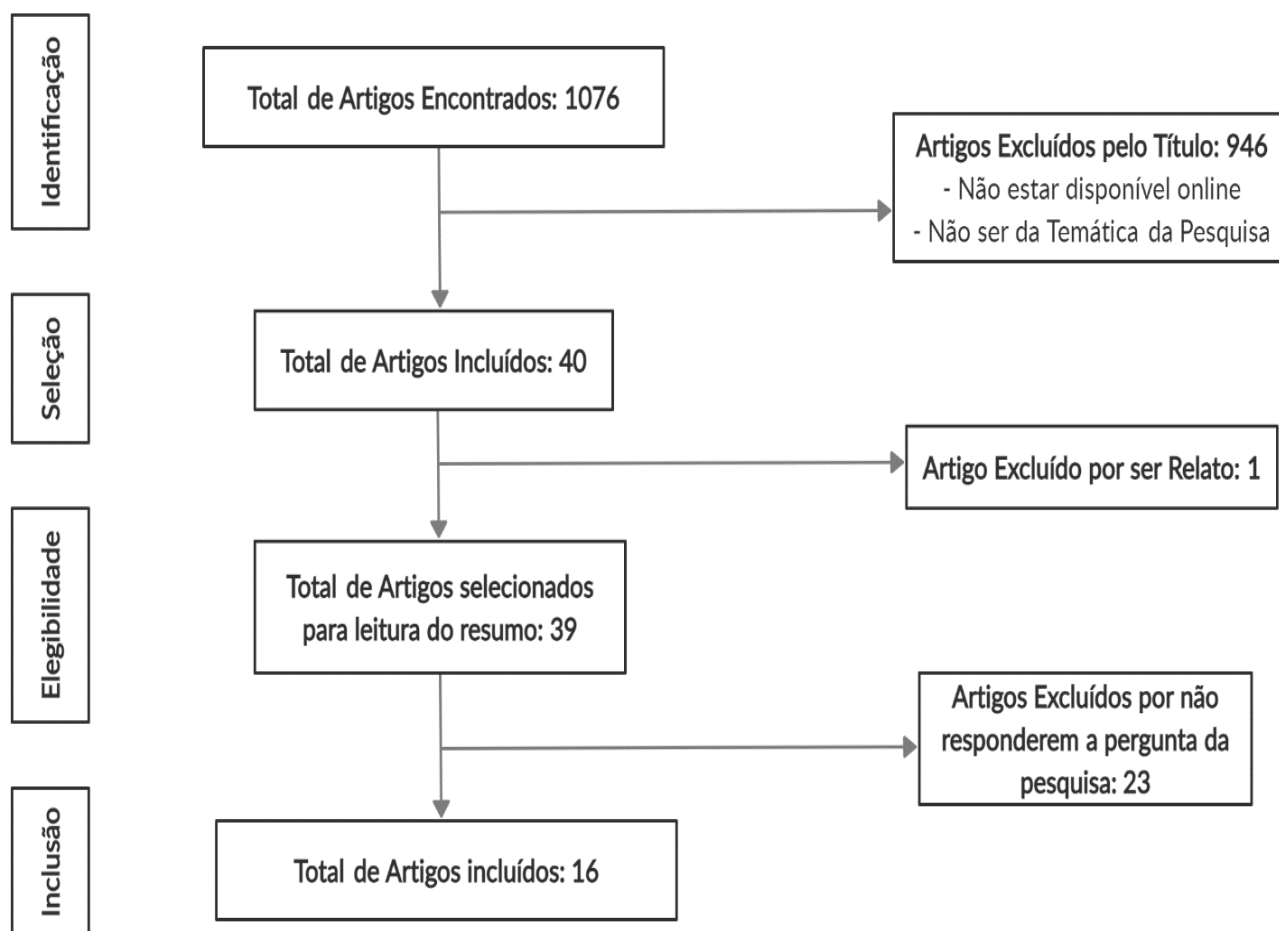 Identificação
Total de Artigos Encontrados: 1076
Artigos Excluídos pelo Título: 946
- Não estar disponível online
- Não ser da Temática da Pesquisa
Seleção
Total de Artigos Incluídos: 40
Artigo Excluído por ser Relato: 1
Elegibilidade
Total de Artigos selecionados
para leitura do resumo: 39
Artigos Excluídos por não
responderem a pergunta da
pesquisa: 23
Inclusão
Total de Artigos incluídos: 16